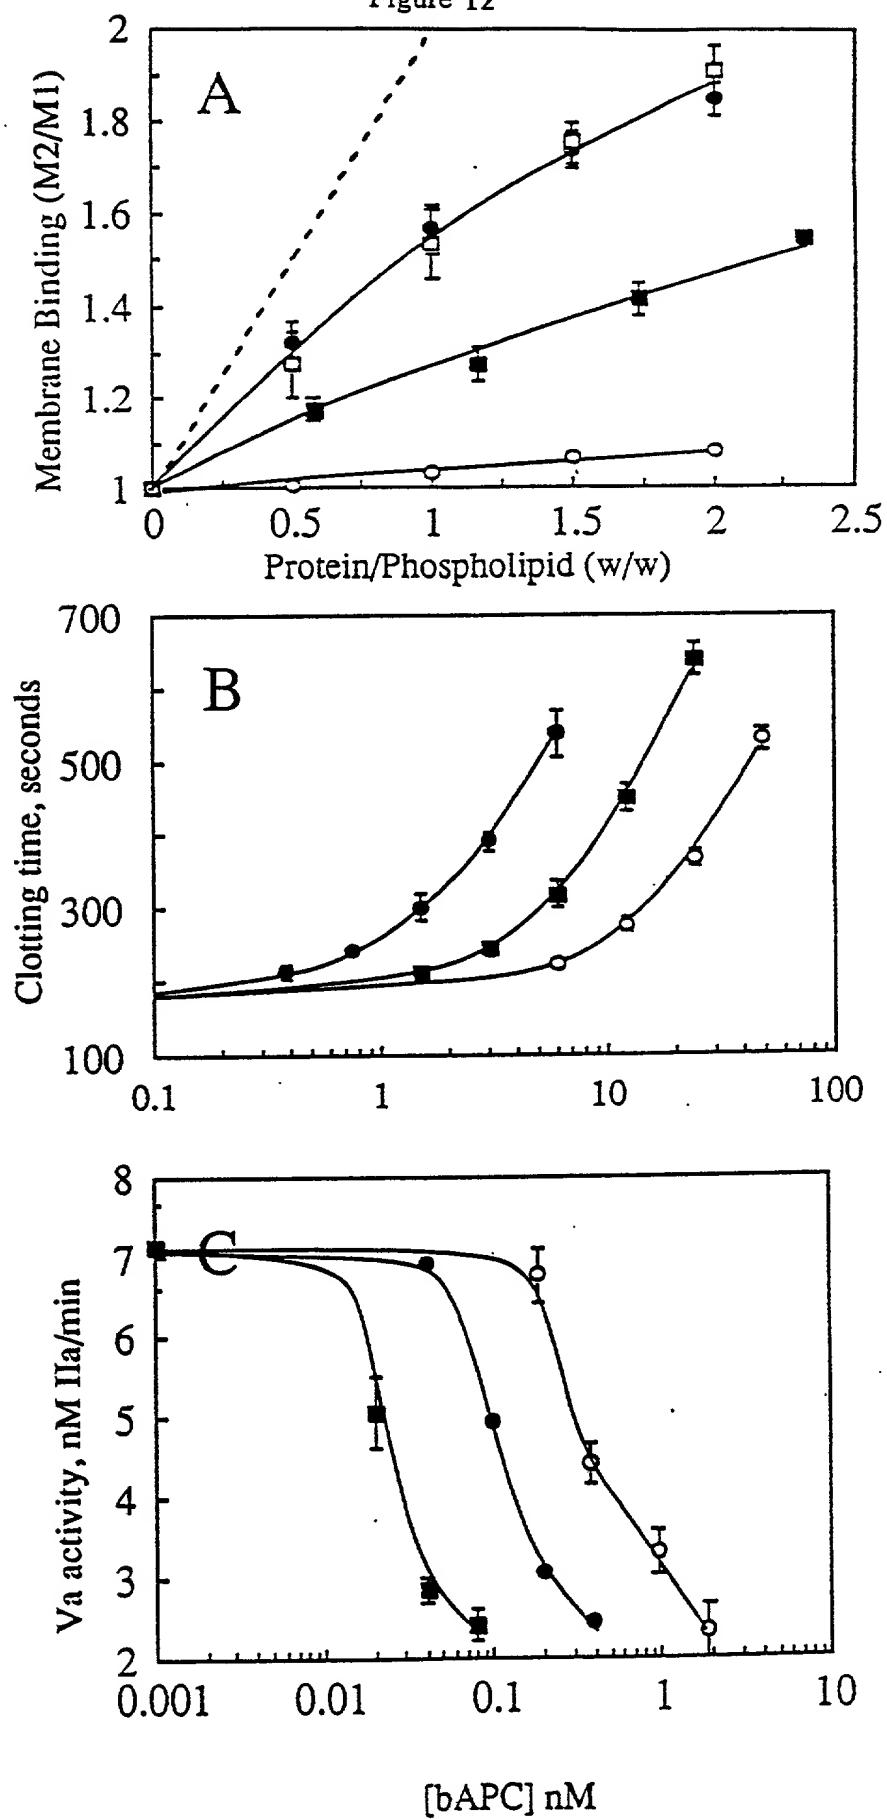 Figure 12
2
A
1.8
1.6
1.4
1.2
1
Membrane Binding (M2/M1)
0 0.5 1 1.5 2 2.5
Protein/Phospholipid (w/w)
700
B
500
300
100
Clotting time, seconds
0.1 1 10 100
8
C
7
6
5
4
3
2
Va activity, nM IIa/min
0.001 0.01 0.1 1 10
[bAPC] nM